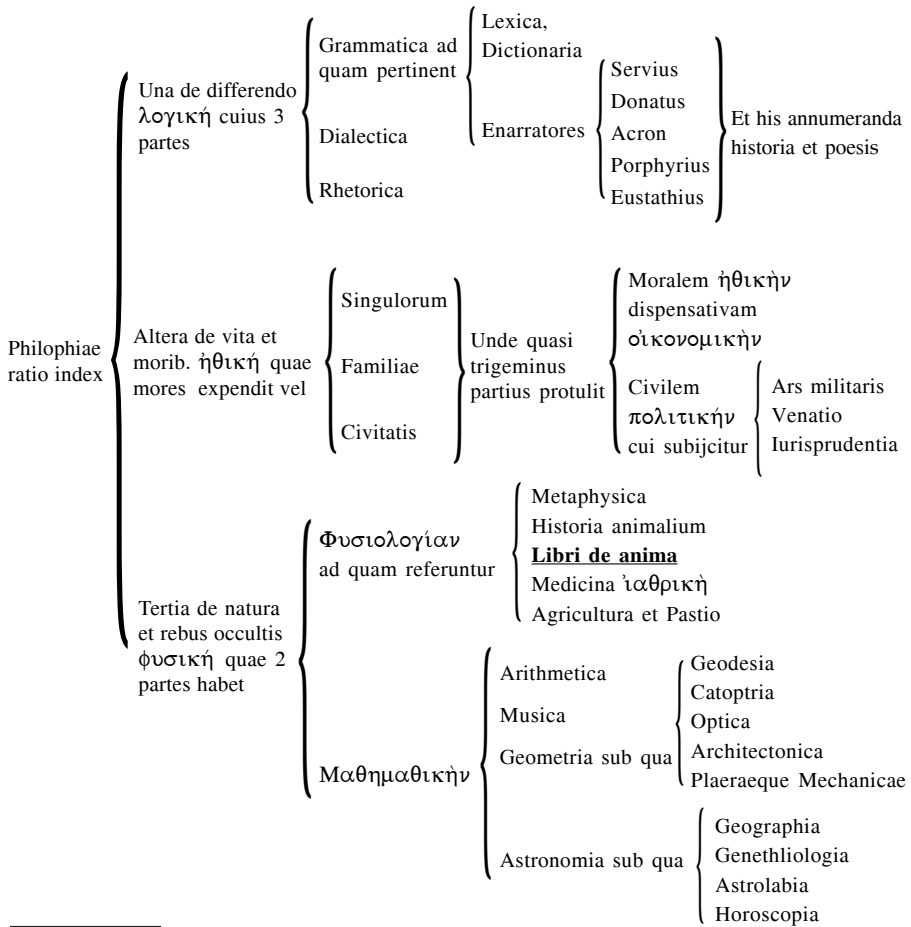 Philophiae
ratio index
Una de differendo
λογική cuius 3
partes
Grammatica ad
quam pertinent
Lexica,
Dictionaria
Enarratores
Servius
Donatus
Acron
Porphyrius
Eustathius
Et his annumeranda
historia et poesis
Dialectica
Rhetorica
Altera de vita et
morib. ἠθική quae
mores expendit vel
Singulorum
Familiae
Civitatis
Unde quasi
trigeminus
partius protulit
Moralem ἠθικὴν
dispensativam
οἰκονομικὴν
Civilem
πολιτικήν
cui subijcitur
Ars militaris
Venatio
Iurisprudentia
Tertia de natura
et rebus occultis
φυσική quae 2
partes habet
Φυσιολογίαν
ad quam referuntur
Metaphysica
Historia animalium
Libri de anima
Medicina ἰαθρικὴ
Agricultura et Pastio
Μαθημαθικὴν
Arithmetica
Musica
Geometria sub qua
Geodesia
Catoptria
Optica
Architectonica
Plaeraeque Mechanicae
Astronomia sub qua
Geographia
Genethliologia
Astrolabia
Horoscopia